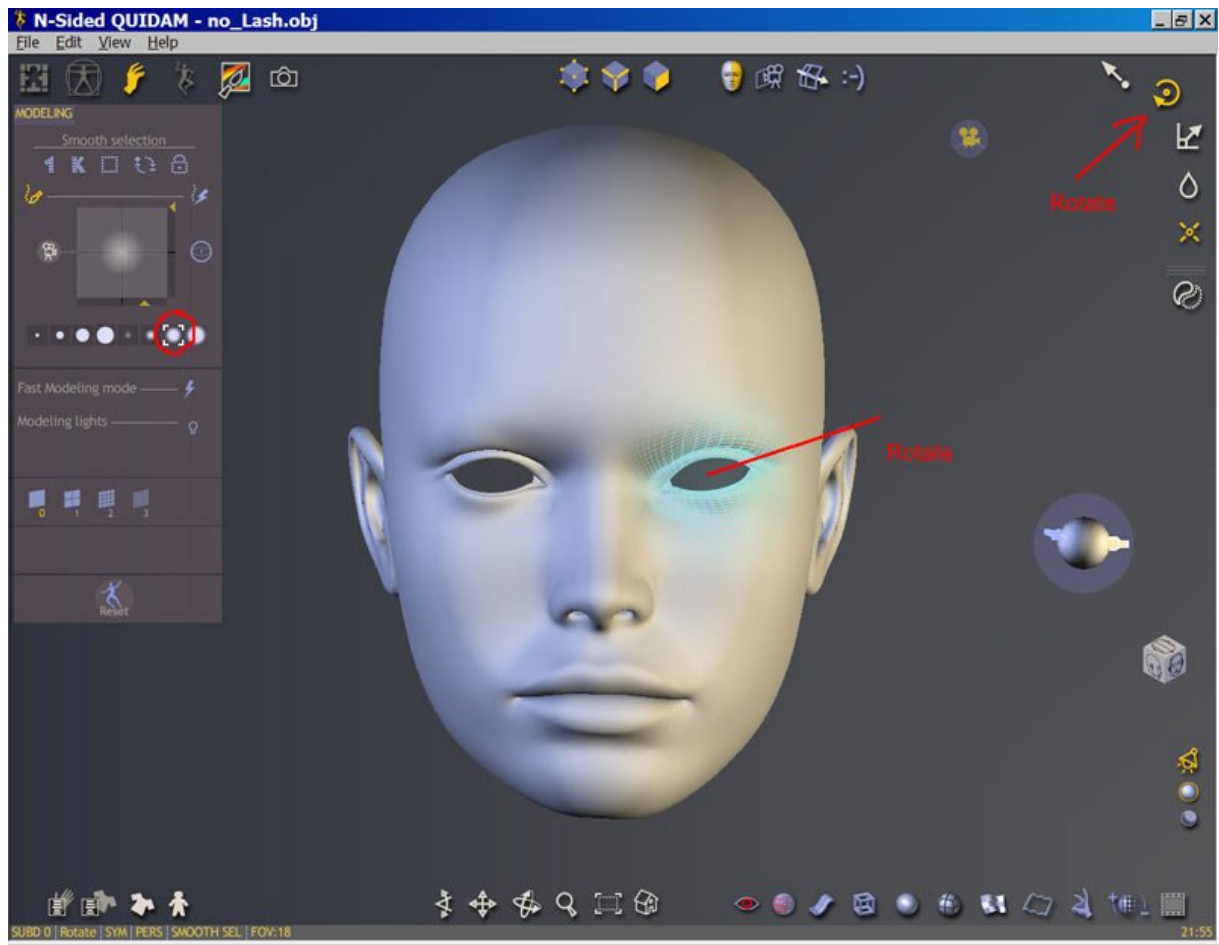 N-Sided QUIDAM - no_Lash.obj
File Edit View Help
:-)
MODELING
Smooth selection
Rotate
Rotate
Fast Modeling mode
Modeling lights
0 1 2 3
Reset
SUBD 0 | Rotate | SYM | PERS | SMOOTH SEL | FOV:18
21:55